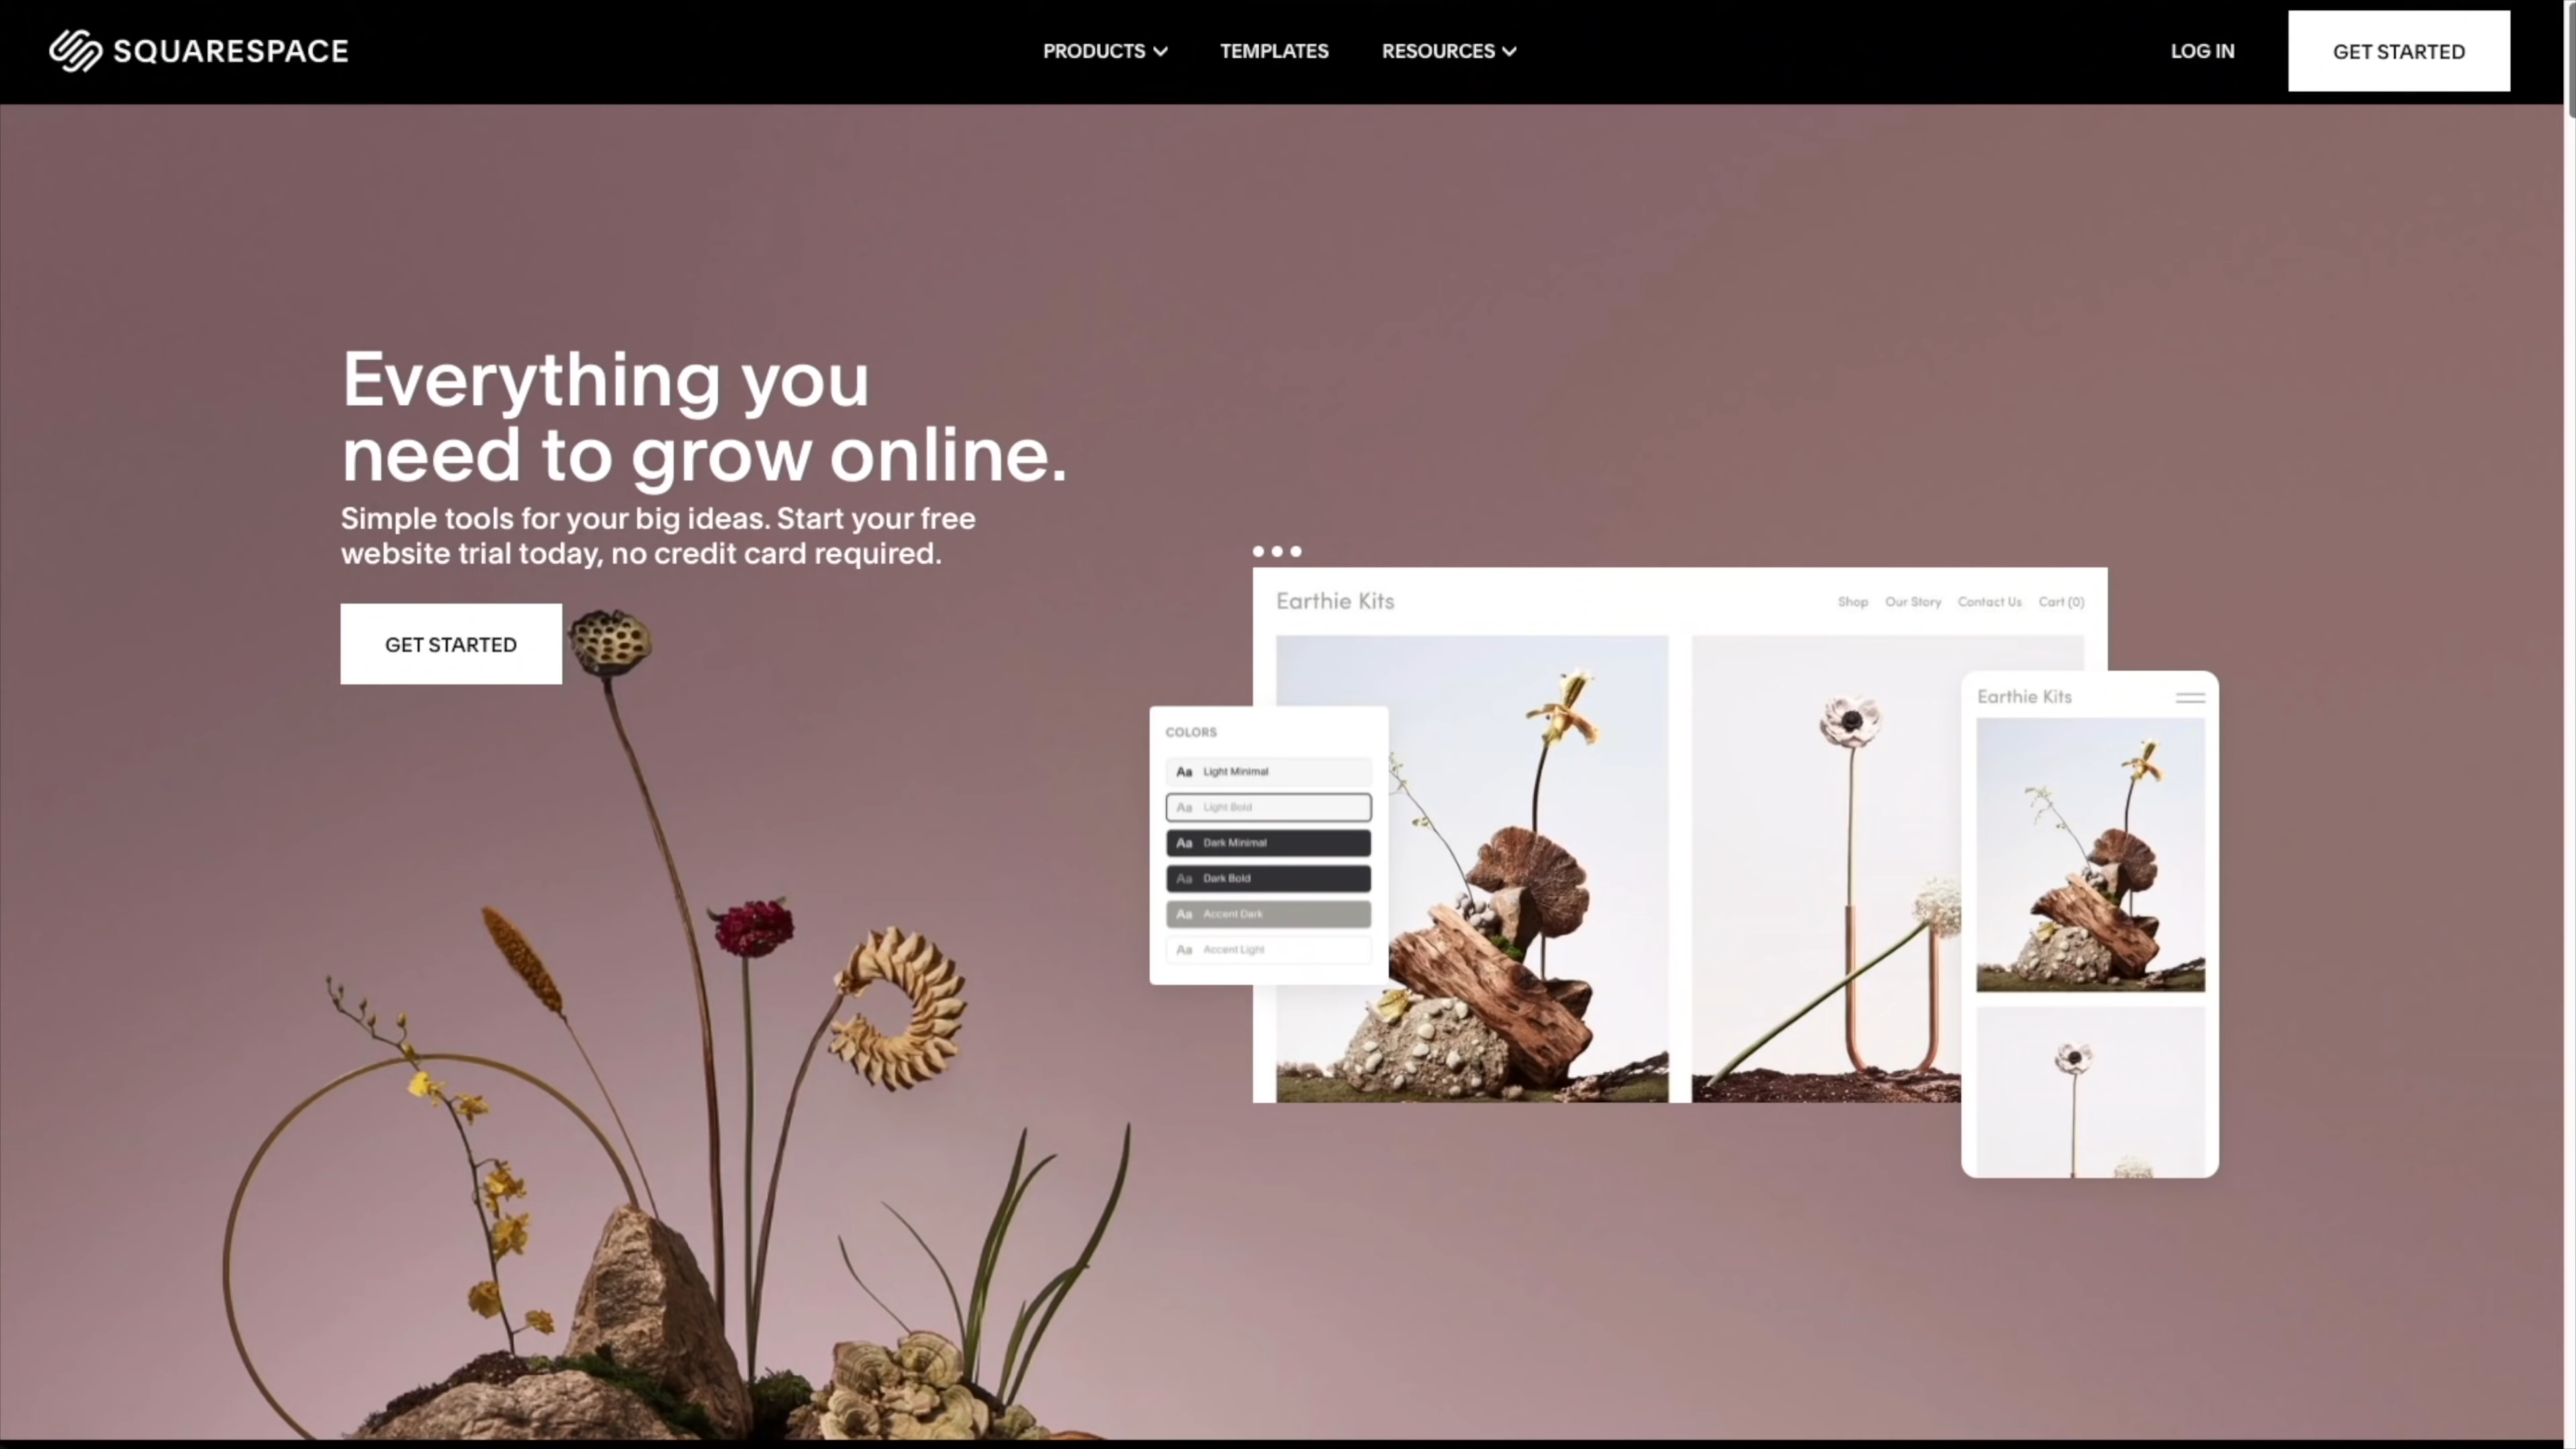 SQUARESPACE
PRODUCTS
TEMPLATES
RESOURCES
LOG IN
GET STARTED
Everything you
need to grow online.
Simple tools for your big ideas. Start your free
website trial today, no credit card required.
GET STARTED
Earthie Kits
Shop
Our Story
Contact Us
Cart (0)
COLORS
Aa Light Minimal
Aa Light Bold
Aa Dark Minimal
Aa Dark Bold
Aa Accent Dark
Aa Accent Light
Earthie Kits